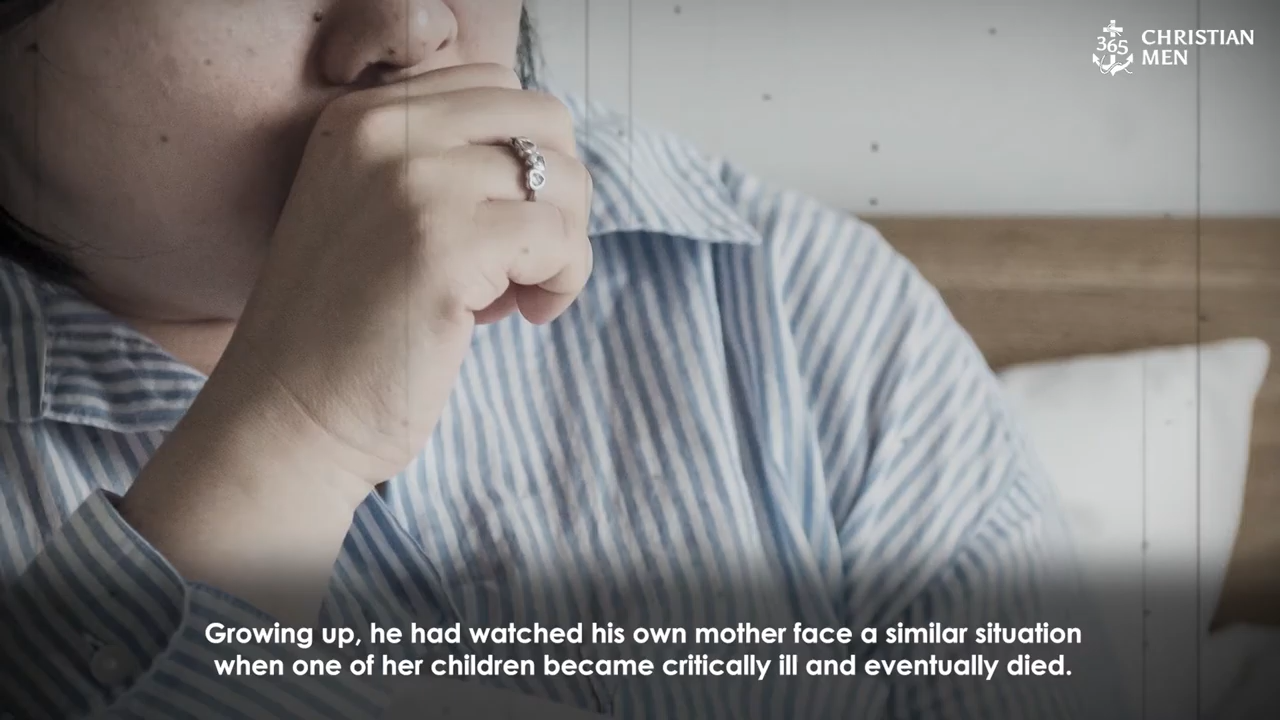 365
CHRISTIAN
MEN
Growing up, he had watched his own mother face a similar situation
when one of her children became critically ill and eventually died.